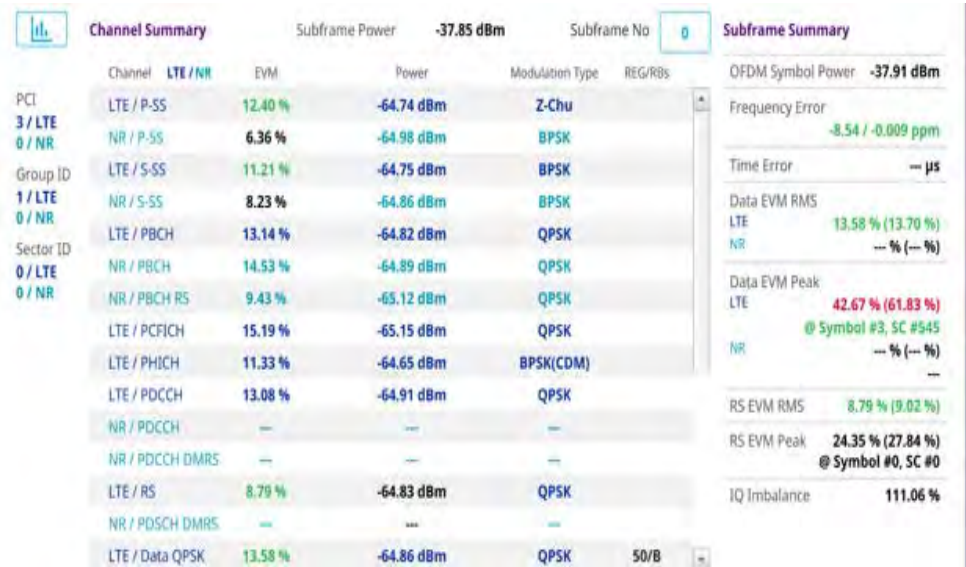 Channel Summary Subframe Power -37.85 dBm Subframe No 0 Subframe Summary
Channel LTE / NR EVM Power Modulation Type REG/RBs
PCI
3 / LTE
0 / NR
Group ID
1 / LTE
0 / NR
Sector ID
0 / LTE
0 / NR
LTE / P-SS 12.40 % -64.74 dBm Z-Chu
NR / P-SS 6.36 % -64.98 dBm BPSK
LTE / S-SS 11.21 % -64.75 dBm BPSK
NR / S-SS 8.23 % -64.86 dBm BPSK
LTE / PBCH 13.14 % -64.82 dBm QPSK
NR / PBCH 14.53 % -64.89 dBm QPSK
NR / PBCH RS 9.43 % -65.12 dBm QPSK
LTE / PCFICH 15.19 % -65.15 dBm QPSK
LTE / PHICH 11.33 % -64.65 dBm BPSK(CDM)
LTE / PDCCH 13.08 % -64.91 dBm QPSK
NR / PDCCH --- --- ---
NR / PDCCH DMRS --- --- ---
LTE / RS 8.79 % -64.83 dBm QPSK
NR / PDSCH DMRS --- --- ---
LTE / Data QPSK 13.58 % -64.86 dBm QPSK 50/B
OFDM Symbol Power -37.91 dBm
Frequency Error
-8.54 / -0.009 ppm
Time Error --- µs
Data EVM RMS
LTE 13.58 % (13.70 %)
NR --- % (--- %)
Data EVM Peak
LTE 42.67 % (61.83 %)
@ Symbol #3, SC #545
NR --- % (--- %)
---
RS EVM RMS 8.79 % (9.02 %)
RS EVM Peak 24.35 % (27.84 %)
@ Symbol #0, SC #0
IQ Imbalance 111.06 %